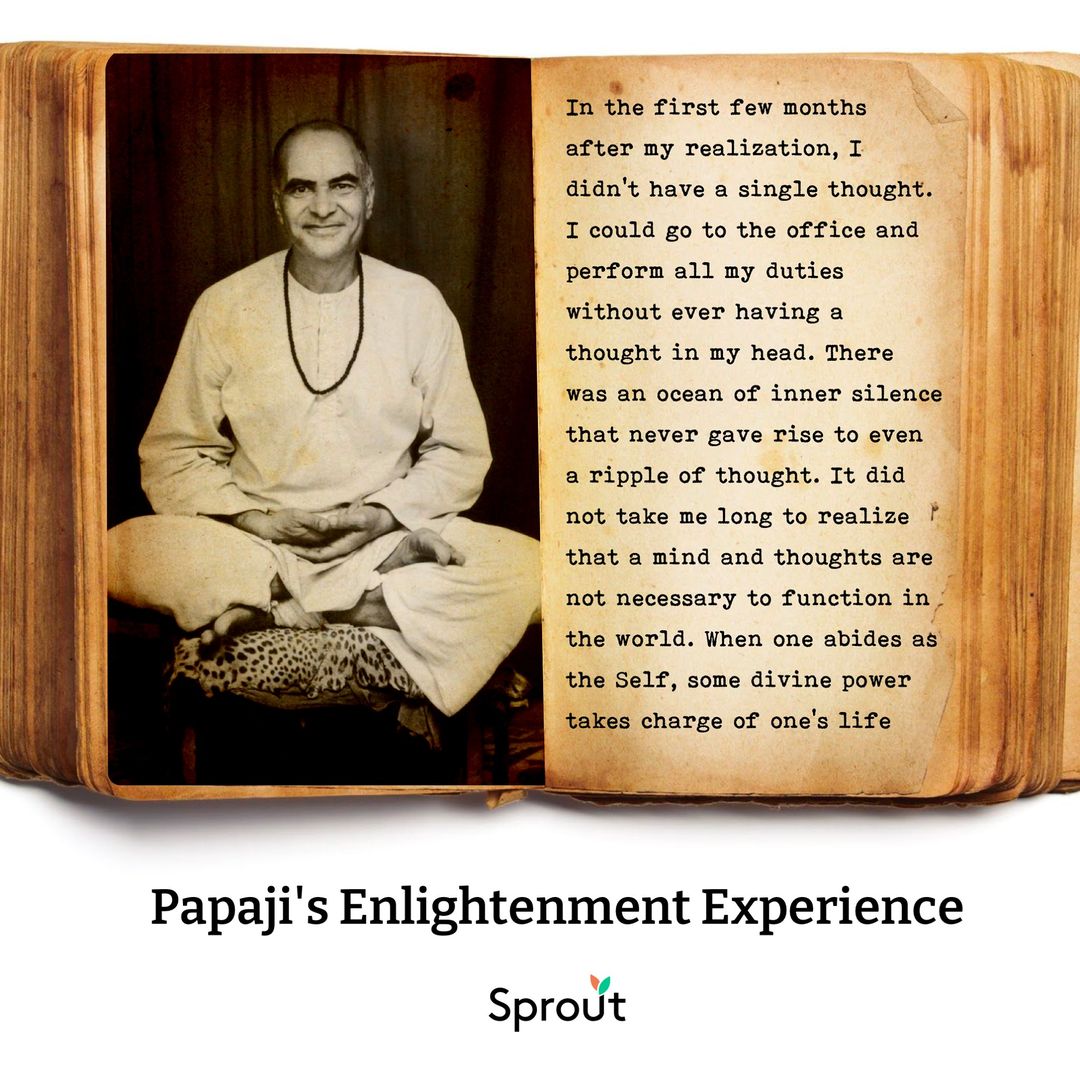 In the first few months
after my realization, I
didn't have a single thought.
I could go to the office and
perform all my duties
without ever having a
thought in my head. There
was an ocean of inner silence
that never gave rise to even
a ripple of thought. It did
not take me long to realize
that a mind and thoughts are
not necessary to function in
the world. When one abides as
the Self, some divine power
takes charge of one's life
Papaji's Enlightenment Experience
Sprout